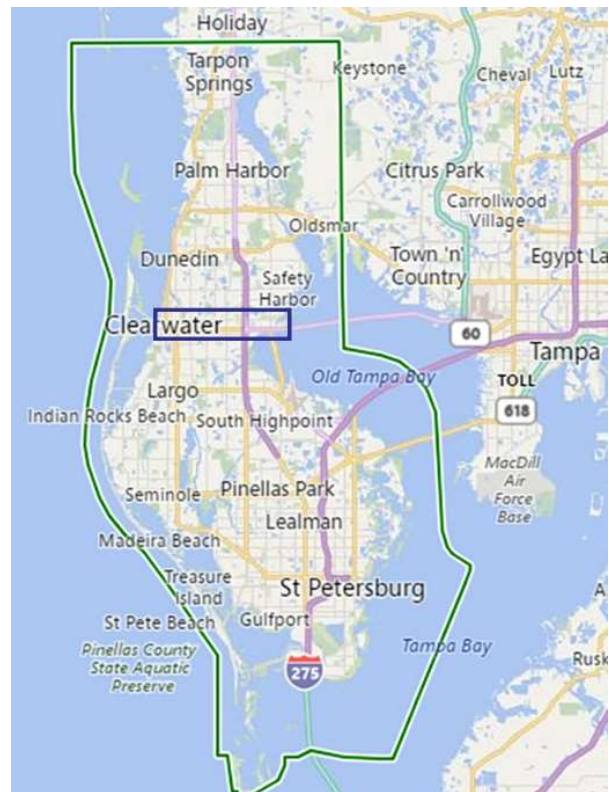 Holiday
Tarpon
Springs
Keystone
Cheval
Lutz
Palm Harbor
Citrus Park
Carrollwood
Village
Oldsmar
Dunedin
Town 'n'
Country
Egypt La
Safety
Harbor
Clearwater
60
Tampa
Old Tampa Bay
TOLL
Largo
618
Indian Rocks Beach
South Highpoint
MacDill
Air
Force
Base
Seminole
Pinellas Park
Lealman
Madeira Beach
Treasure
Island
St Petersburg
A
St Pete Beach
Gulfport
Pinellas County
State Aquatic
Preserve
Tampa Bay
Rusk
275